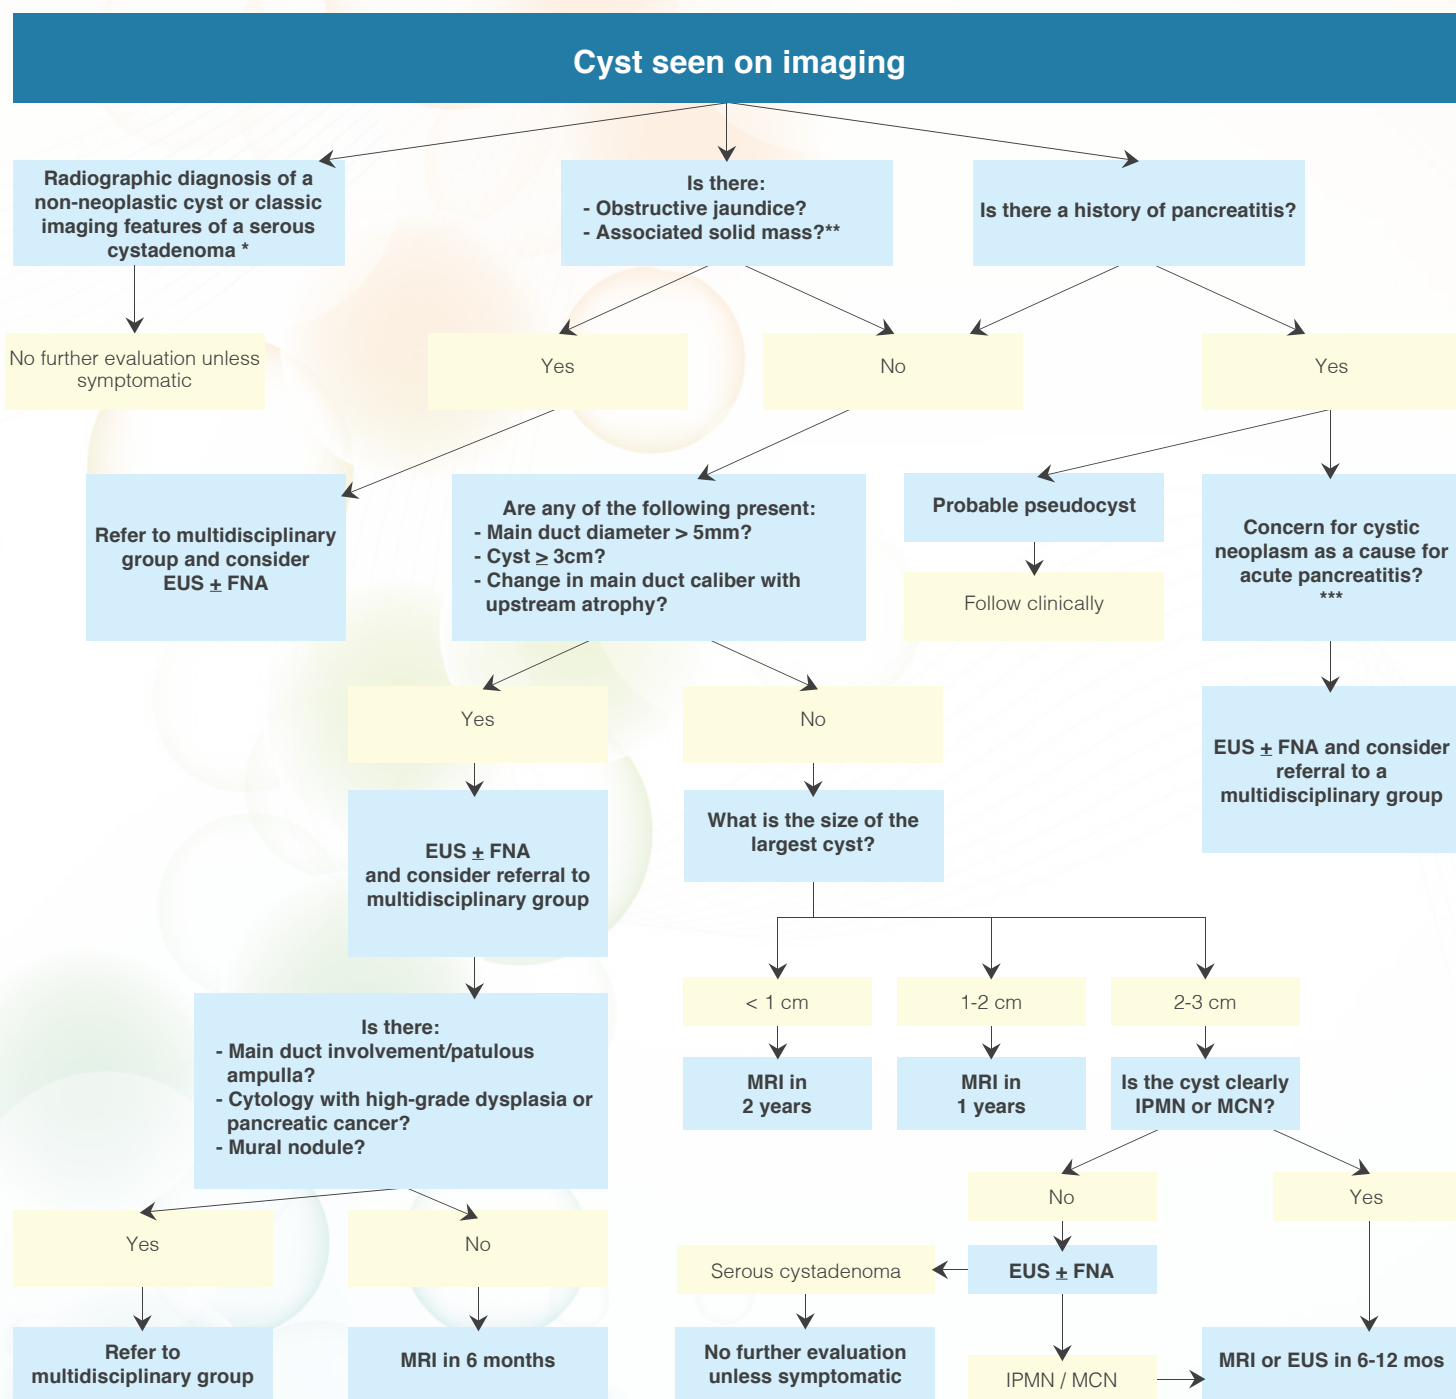 Cyst seen on imaging
Radiographic diagnosis of a
non-neoplastic cyst or classic
imaging features of a serous
cystadenoma *
Is there:
- Obstructive jaundice?
- Associated solid mass?**
Is there a history of pancreatitis?
No further evaluation unless
symptomatic
Yes
No
Yes
Refer to multidisciplinary
group and consider
EUS ± FNA
Are any of the following present:
- Main duct diameter > 5mm?
- Cyst ≥ 3cm?
- Change in main duct caliber with
upstream atrophy?
Probable pseudocyst
Follow clinically
Concern for cystic
neoplasm as a cause for
acute pancreatitis?
***
Yes
No
EUS ± FNA and consider
referral to a
multidisciplinary group
EUS ± FNA
and consider referral to
multidisciplinary group
What is the size of the
largest cyst?
< 1 cm
1-2 cm
2-3 cm
Is there:
- Main duct involvement/patulous
ampulla?
- Cytology with high-grade dysplasia or
pancreatic cancer?
- Mural nodule?
MRI in
2 years
MRI in
1 years
Is the cyst clearly
IPMN or MCN?
No
Yes
Yes
No
Serous cystadenoma
EUS ± FNA
Refer to
multidisciplinary group
MRI in 6 months
No further evaluation
unless symptomatic
IPMN / MCN
MRI or EUS in 6-12 mos